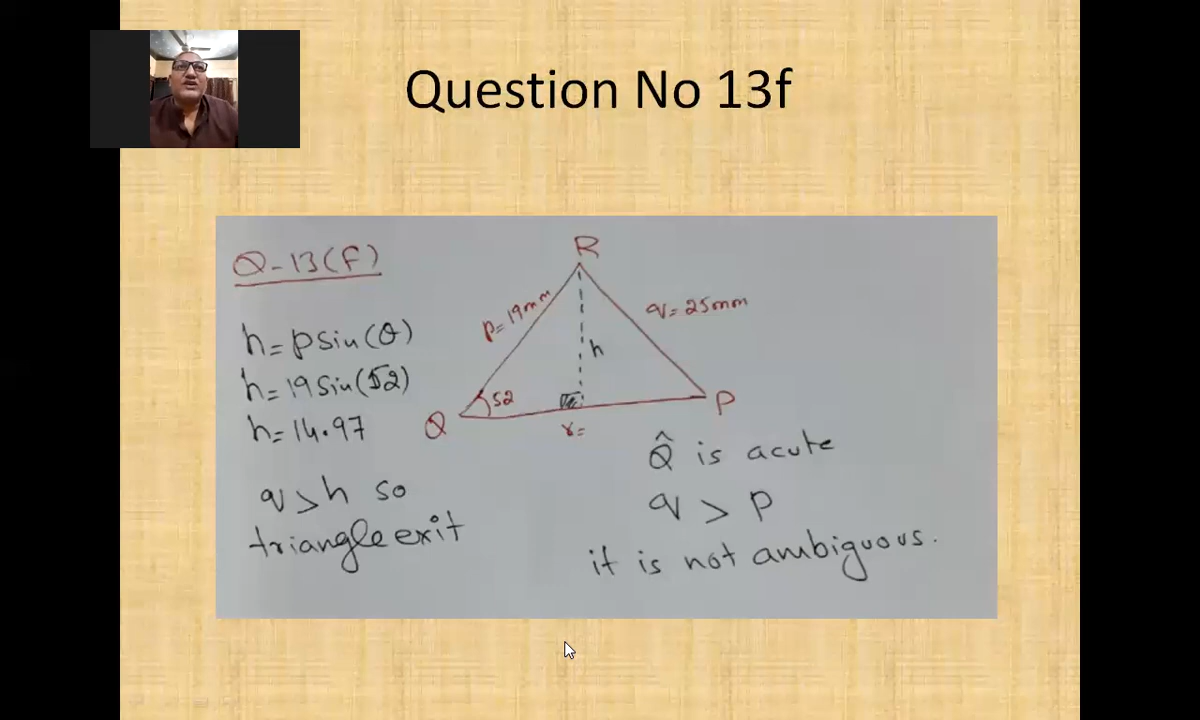 Question No 13f
Q-13(F)
R
h=psin(θ)
p=19mm
q=25mm
h=19sin(52)
h
h=14.97
52
Q
P
r=
Q̂ is acute
q>h so
q > p
triangle exit
it is not ambiguous.